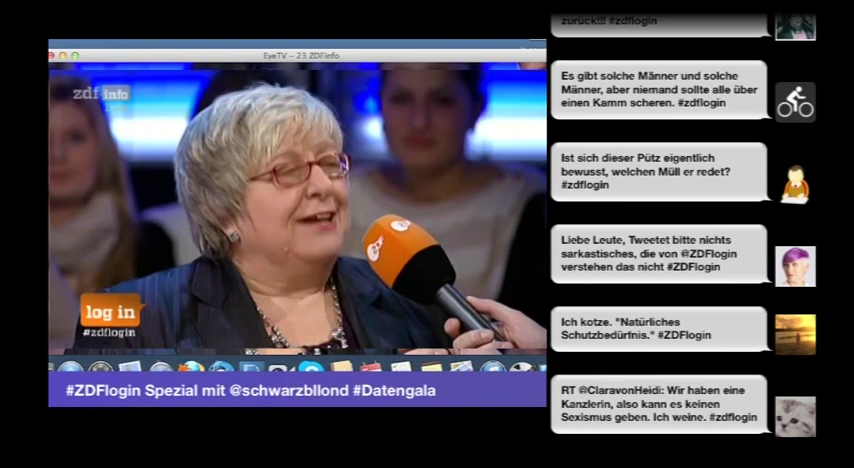 zurück!!! #zdflogin
EyeTV – 23 ZDFinfo
zdf info
Es gibt solche Männer und solche
Männer, aber niemand sollte alle über
einen Kamm scheren. #zdflogin
Ist sich dieser Pütz eigentlich
bewusst, welchen Müll er redet?
#zdflogin
Liebe Leute, Tweetet bitte nichts
sarkastisches, die von @ZDFlogin
verstehen das nicht #ZDFlogin
log in
#zdflogin
Ich kotze. "Natürliches
Schutzbedürfnis." #ZDFlogin
#ZDFlogin Spezial mit @schwarzbllond #Datengala
RT @ClaravonHeidi: Wir haben eine
Kanzlerin, also kann es keinen
Sexismus geben. Ich weine. #zdflogin